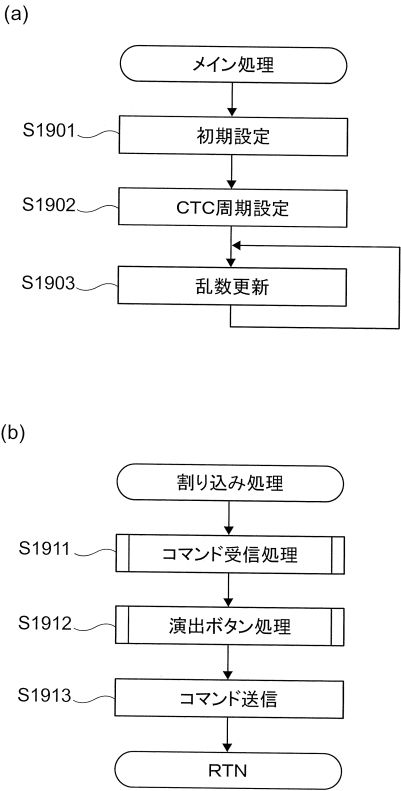 (a)
メイン処理
S1901
初期設定
S1902
CTC周期設定
S1903
乱数更新
(b)
割り込み処理
S1911
コマンド受信処理
S1912
演出ボタン処理
S1913
コマンド送信
RTN